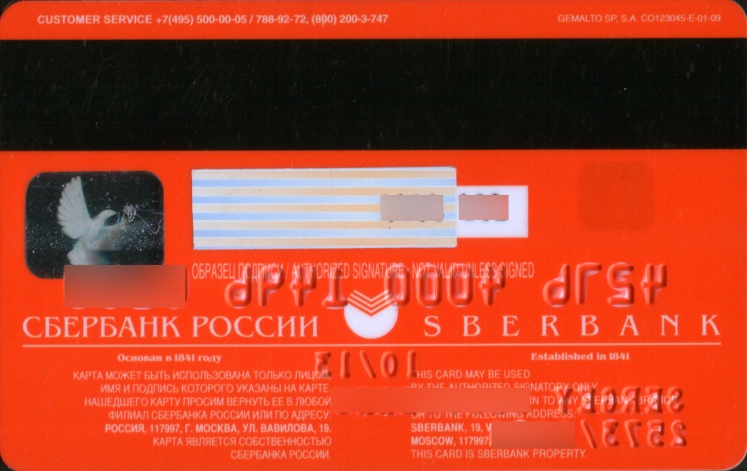 CUSTOMER SERVICE +7(495) 500-00-05 / 788-92-72, (800) 200-3-747
GEMALTO SP, S.A. CO123045-E-01-09
ОБРАЗЕЦ ПОДПИСИ / AUTHORIZED SIGNATURE - NOT VALID UNLESS SIGNED
СБЕРБАНК РОССИИ
SBERBANK
Основан в 1841 году
Established in 1841
КАРТА МОЖЕТ БЫТЬ ИСПОЛЬЗОВАНА ТОЛЬКО ЛИЦОМ,
ИМЯ И ПОДПИСЬ КОТОРОГО УКАЗАНЫ НА КАРТЕ.
НАШЕДШЕГО КАРТУ ПРОСИМ ВЕРНУТЬ ЕЕ В ЛЮБОЙ
ФИЛИАЛ СБЕРБАНКА РОССИИ ИЛИ ПО АДРЕСУ:
РОССИЯ, 117997, Г. МОСКВА, УЛ. ВАВИЛОВА, 19.
КАРТА ЯВЛЯЕТСЯ СОБСТВЕННОСТЬЮ
СБЕРБАНКА РОССИИ.
THIS CARD MAY BE USED
BY THE AUTHORIZED SIGNATORY ONLY.
TO ANY SBERBANK BRANCH
OR TO THE FOLLOWING ADDRESS:
SBERBANK, 19,
MOSCOW, 117997
THIS CARD IS SBERBANK PROPERTY.